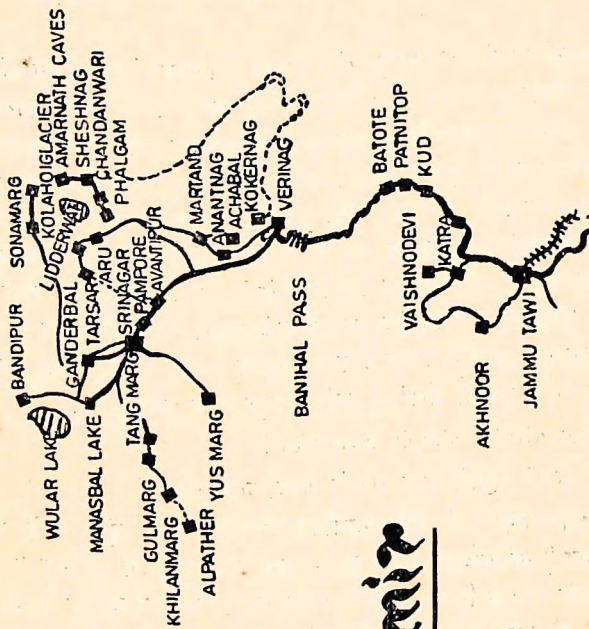 BANDIPUR
SONAMARG
KOLAHOIGLACIER
AMARNATH CAVES
SHESHNAG
CHANDANWARI
PHALGAM
LIDDERWAT
WULAR LAKE
GANDERBAL
TARSAR
ARU
MANASBAL LAKE
SRINAGAR
PAMPORE
AVANTIPUR
TANG MARG
GULMARG
KHILANMARG
ALPATHER
YUS MARG
MARTAND
ANANTNAG
ACHABAL
KOKERNAG
VERINAG
BANIHAL PASS
BATOTE
PATNITOP
KUD
VAISHNODEVI
KATRA
AKHNOOR
JAMMU TAWI
mir